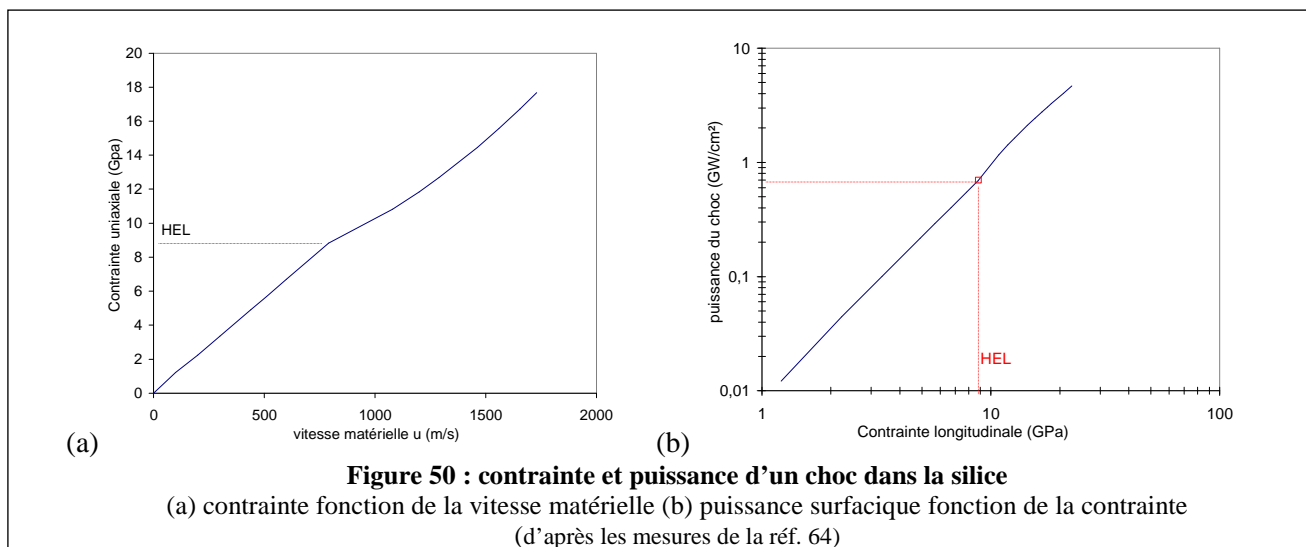 20
18
16
14
12
10
8
6
4
2
0
Contrainte uniaxiale (Gpa)
HEL
0 500 1000 1500 2000
vitesse matérielle u (m/s)
(a)
10
1
0,1
0,01
puissance du choc (GW/cm²)
HEL
1 10 100
Contrainte longitudinale (GPa)
(b)
Figure 50 : contrainte et puissance d'un choc dans la silice
(a) contrainte fonction de la vitesse matérielle (b) puissance surfacique fonction de la contrainte
(d'après les mesures de la réf. 64)